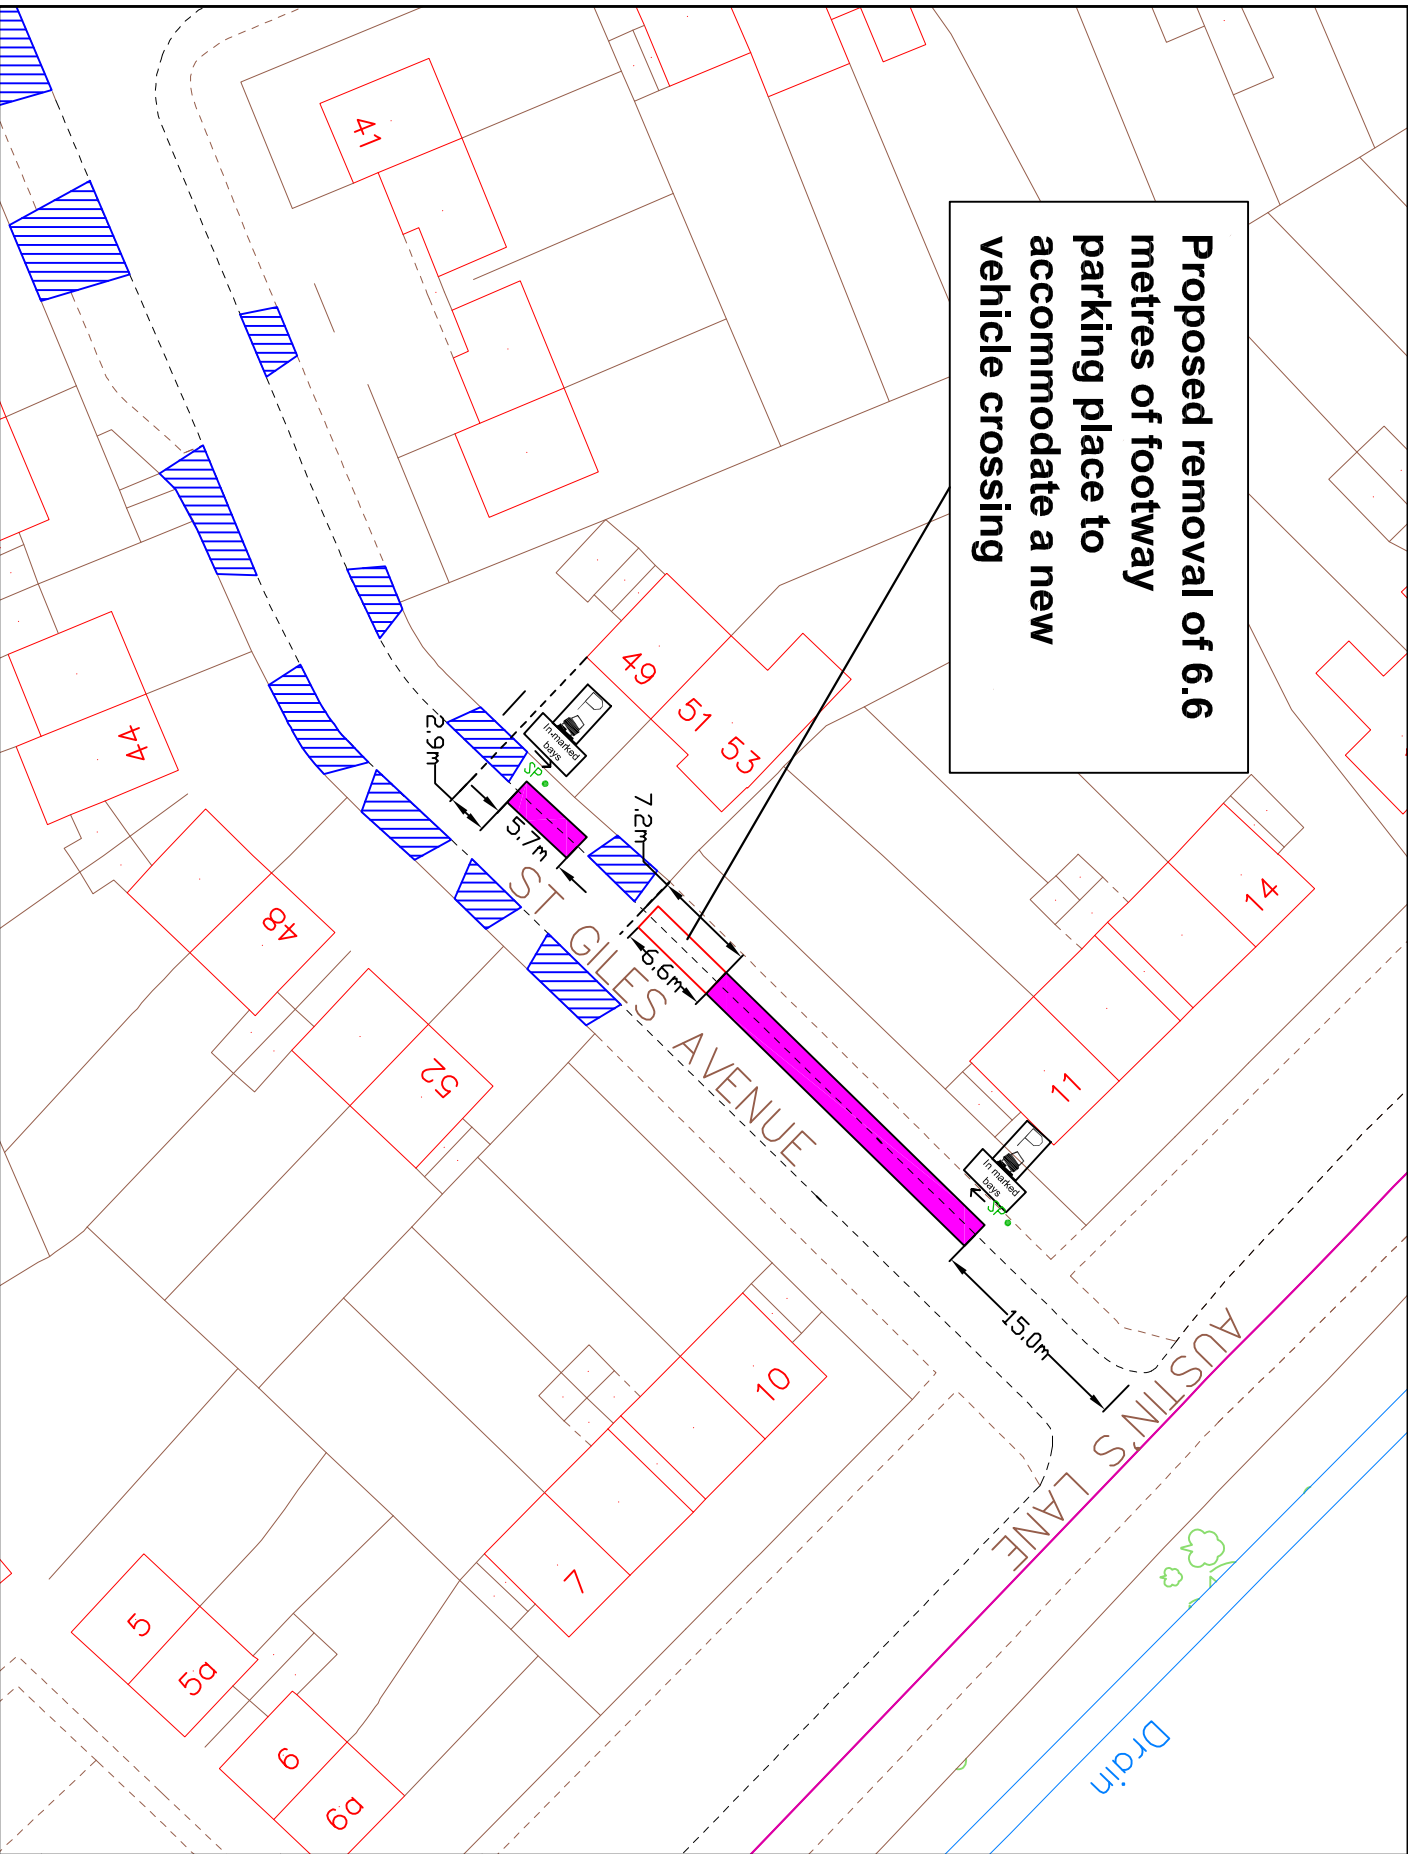 Proposed removal of 6.6
metres of footway
parking place to
accommodate a new
vehicle crossing
41
49
51
53
44
48
52
14
11
10
7
5
5a
6
6a
P
In marked
bays
SP
P
In marked
bays
SP
2.9m
5.7m
7.2m
6.6m
15.0m
ST GILES AVENUE
AUSTIN'S LANE
Drain